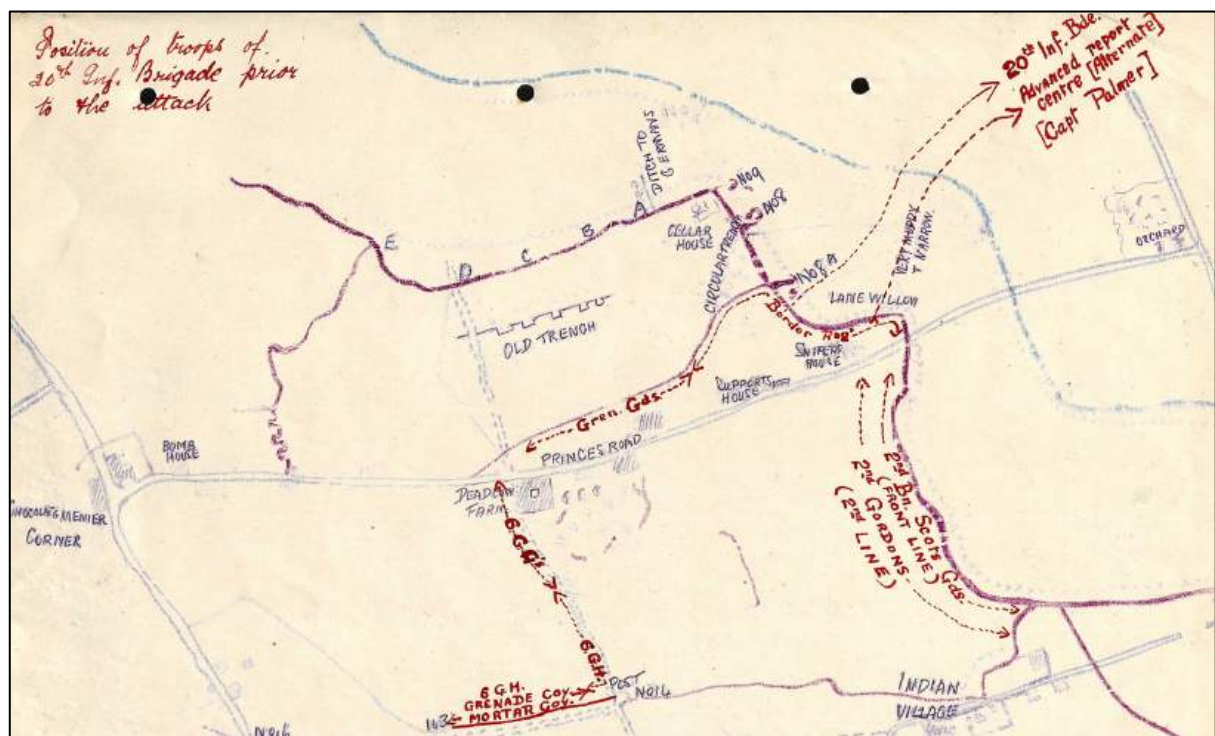 Position of troops of.
20th Inf. Brigade prior
to the attack
20th Inf. Bde.
Advanced report
centre [Alternate]
[Capt Palmer]
DITCH TO
GERMANS
No 9
No 8
No 8A
A
B
C
D
E
CELLAR
HOUSE
CIRCULAR TRENCH
VERY MUDDY
& NARROW.
ORCHARD
LANE WILLOW
Border Reg.
SNIPERS
HOUSE
OLD TRENCH
SUPPORTS
HOUSE
Gren. Gds.
PRINCES ROAD
BOMB
HOUSE
DEADCOW
FARM
CHOCOLAT MENIER
CORNER
2nd Bn. Scots Gds.
(FRONT LINE)
2nd GORDONS.
(2nd LINE)
6.G.H.
6 G.H.
GRENADE COY.
MORTAR COY.
POST
No 14
INDIAN
VILLAGE
No 16